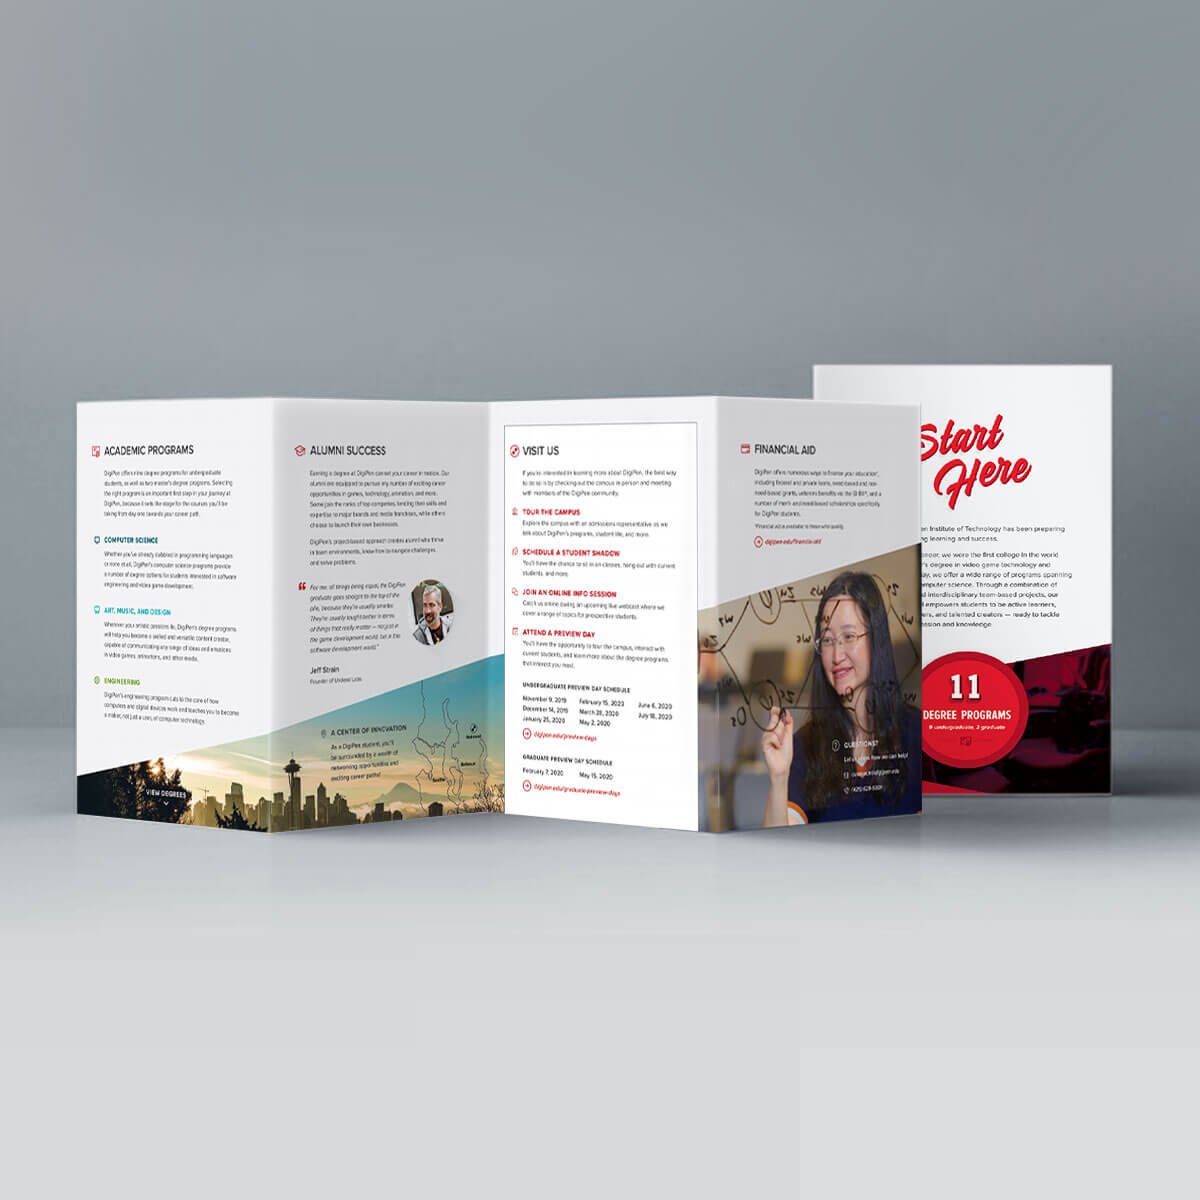 ACADEMIC PROGRAMS
DigiPen offers nine degree programs for undergraduate
students, as well as two master's degree programs. Selecting
the right program is an important first step in your journey at
DigiPen, because it sets the stage for the courses you'll be
taking from day one towards your career path.
COMPUTER SCIENCE
Whether you've already dabbled in programming languages
or none at all, DigiPen's computer science programs provide
a number of degree options for students interested in software
engineering and video game development.
ART, MUSIC, AND DESIGN
Wherever your artistic passions lie, DigiPen's degree programs
will help you become a skilled and versatile content creator,
capable of communicating any range of ideas and emotions
in video games, animations, and other media.
ENGINEERING
DigiPen's engineering program cuts to the core of how
computers and digital devices work and teaches you to become
a maker, not just a user, of computer technology.
VIEW DEGREES
ALUMNI SUCCESS
Earning a degree at DigiPen can set your career in motion. Our
alumni are equipped to pursue any number of exciting career
opportunities in games, technology, animation, and more.
Some join the ranks of top companies, lending their skills and
expertise to major brands and media franchises, while others
choose to launch their own businesses.
DigiPen's project-based approach creates alumni who thrive
in team environments, know how to navigate challenges,
and solve problems.
“ For me, all things being equal, the DigiPen
graduate goes straight to the top of the
pile, because they're usually smarter.
They're usually tougher in terms
of things that really matter — not just in
the game development world, but in the
software development world.”
Jeff Strain
Founder of Undead Labs
A CENTER OF INNOVATION
As a DigiPen student, you'll
be surrounded by a wealth of
networking opportunities and
exciting career paths!
Redmond
Bellevue
Seattle
VISIT US
If you're interested in learning more about DigiPen, the best way
to do so is by checking out the campus in person and meeting
with members of the DigiPen community.
TOUR THE CAMPUS
Explore the campus with an admissions representative as we
talk about DigiPen's programs, student life, and more.
SCHEDULE A STUDENT SHADOW
You'll have the chance to sit in on classes, hang out with current
students, and more.
JOIN AN ONLINE INFO SESSION
Catch us online during an upcoming live webcast where we
cover a range of topics for prospective students.
ATTEND A PREVIEW DAY
You'll have the opportunity to tour the campus, interact with
current students, and learn more about the degree programs
that interest you most.
UNDERGRADUATE PREVIEW DAY SCHEDULE
November 9, 2019 February 15, 2020 June 6, 2020
December 14, 2019 March 28, 2020 July 18, 2020
January 25, 2020 May 2, 2020
digipen.edu/preview-days
GRADUATE PREVIEW DAY SCHEDULE
February 7, 2020 May 15, 2020
digipen.edu/graduate-preview-days
FINANCIAL AID
DigiPen offers numerous ways to finance your education*,
including federal and private loans, need-based and non-
need-based grants, veterans benefits via the GI Bill®, and a
number of merit- and need-based scholarships specifically
for DigiPen students.
*Financial aid is available to those who qualify.
digipen.edu/financial-aid
QUESTIONS?
Let us know how we can help!
Start
Here
en Institute of Technology has been preparing
ng learning and success.
oneer, we were the first college in the world
r's degree in video game technology and
ay, we offer a wide range of programs spanning
omputer science. Through a combination of
d interdisciplinary team-based projects, our
l empowers students to be active learners,
ers, and talented creators — ready to tackle
ssion and knowledge.
11
DEGREE PROGRAMS
9 undergraduate, 2 graduate